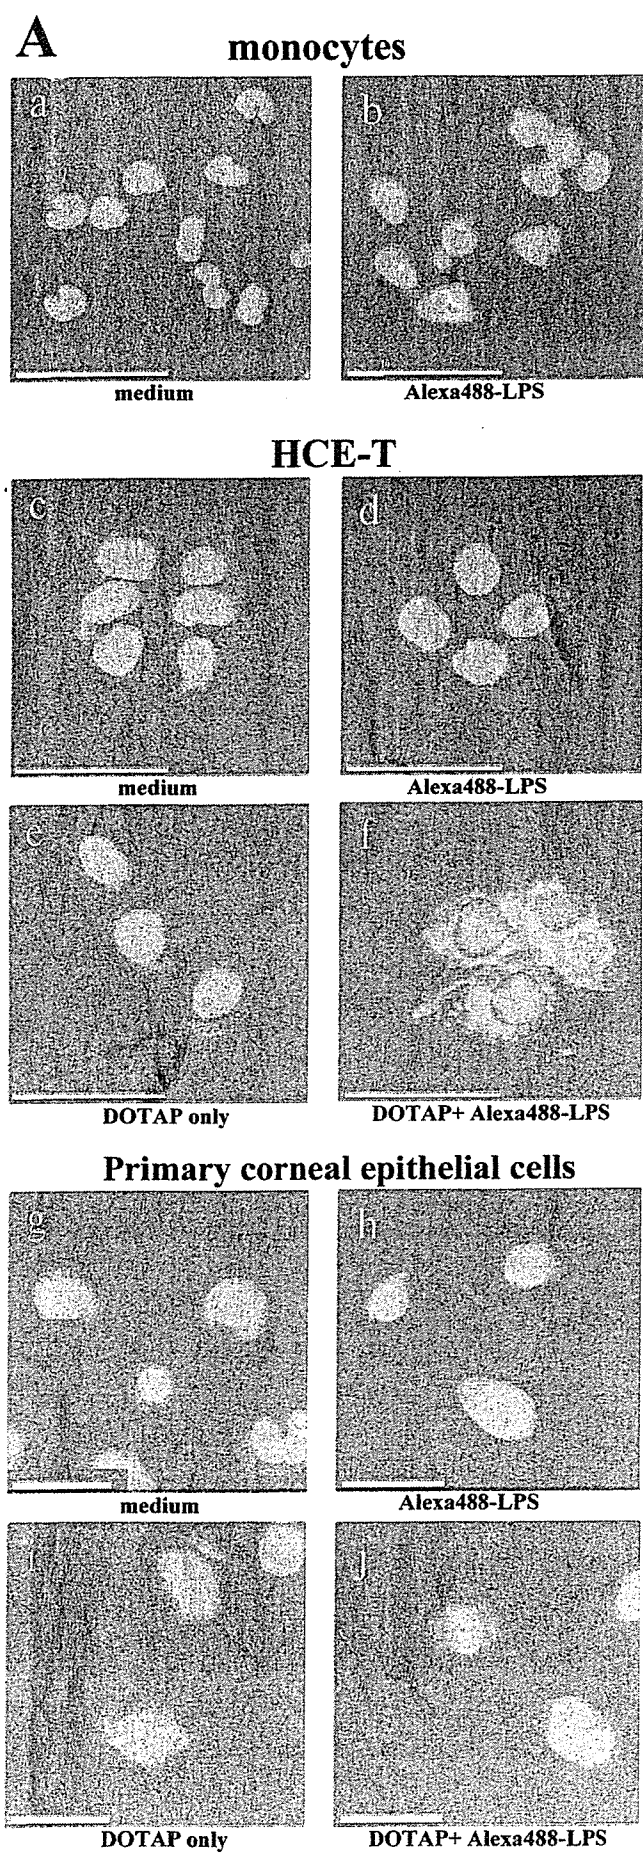 A
monocytes
a
b
medium
Alexa488-LPS
HCE-T
c
d
medium
Alexa488-LPS
e
f
DOTAP only
DOTAP+ Alexa488-LPS
Primary corneal epithelial cells
g
h
medium
Alexa488-LPS
i
j
DOTAP only
DOTAP+ Alexa488-LPS